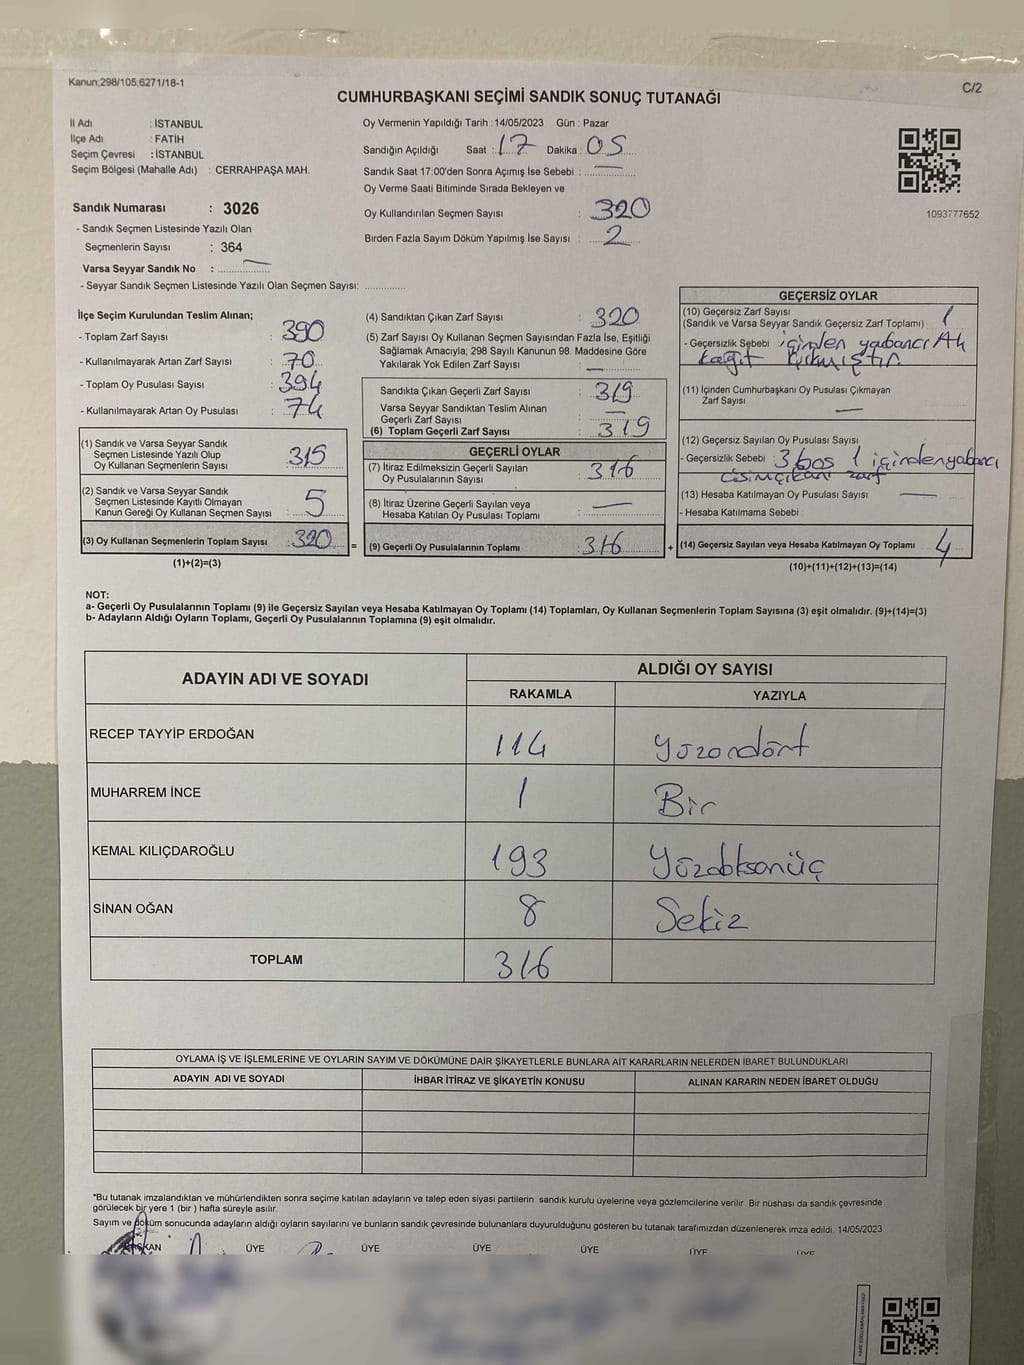 Kanun;298/105;6271/18-1
C/2
CUMHURBAŞKANI SEÇİMİ SANDIK SONUÇ TUTANAĞI
İl Adı : İSTANBUL
İlçe Adı : FATİH
Seçim Çevresi : İSTANBUL
Seçim Bölgesi (Mahalle Adı) : CERRAHPAŞA MAH.
Sandık Numarası : 3026
- Sandık Seçmen Listesinde Yazılı Olan
Seçmenlerin Sayısı : 364
Varsa Seyyar Sandık No : —
- Seyyar Sandık Seçmen Listesinde Yazılı Olan Seçmen Sayısı:
Oy Vermenin Yapıldığı Tarih :14/05/2023 Gün : Pazar
Sandığın Açıldığı Saat : 17 Dakika : 05
Sandık Saat 17:00'den Sonra Açımış İse Sebebi : —
Oy Verme Saati Bitiminde Sırada Bekleyen ve
Oy Kullandırılan Seçmen Sayısı : 320
Birden Fazla Sayım Döküm Yapılmış İse Sayısı : 2
1093777652
İlçe Seçim Kurulundan Teslim Alınan;
- Toplam Zarf Sayısı : 390
- Kullanılmayarak Artan Zarf Sayısı : 70
- Toplam Oy Pusulası Sayısı : 394
- Kullanılmayarak Artan Oy Pusulası : 74
(1) Sandık ve Varsa Seyyar Sandık
Seçmen Listesinde Yazılı Olup
Oy Kullanan Seçmenlerin Sayısı : 315
(2) Sandık ve Varsa Seyyar Sandık
Seçmen Listesinde Kayıtlı Olmayan
Kanun Gereği Oy Kullanan Seçmen Sayısı : 5
(3) Oy Kullanan Seçmenlerin Toplam Sayısı : 320 =
(1)+(2)=(3)
(4) Sandıktan Çıkan Zarf Sayısı : 320
(5) Zarf Sayısı Oy Kullanan Seçmen Sayısından Fazla İse, Eşitliği
Sağlamak Amacıyla; 298 Sayılı Kanunun 98. Maddesine Göre
Yakılarak Yok Edilen Zarf Sayısı : —
Sandıkta Çıkan Geçerli Zarf Sayısı : 319
Varsa Seyyar Sandıktan Teslim Alınan
Geçerli Zarf Sayısı : —
(6) Toplam Geçerli Zarf Sayısı : 319
GEÇERLİ OYLAR
(7) İtiraz Edilmeksizin Geçerli Sayılan
Oy Pusulalarının Sayısı : 316
(8) İtiraz Üzerine Geçerli Sayılan veya
Hesaba Katılan Oy Pusulası Toplamı : —
(9) Geçerli Oy Pusulalarının Toplamı : 316 +
GEÇERSİZ OYLAR
(10) Geçersiz Zarf Sayısı : 1
(Sandık ve Varsa Seyyar Sandık Geçersiz Zarf Toplamı)
- Geçersizlik Sebebi : içinden yabancı
kağıt çıkmıştır.
(11) İçinden Cumhurbaşkanı Oy Pusulası Çıkmayan
Zarf Sayısı : —
(12) Geçersiz Sayılan Oy Pusulası Sayısı
- Geçersizlik Sebebi : 3 boş 1 içinden yabancı
cisim çıkan zarf
(13) Hesaba Katılmayan Oy Pusulası Sayısı : —
- Hesaba Katılmama Sebebi
(14) Geçersiz Sayılan veya Hesaba Katılmayan Oy Toplamı : 4
(10)+(11)+(12)+(13)=(14)
NOT:
a- Geçerli Oy Pusulalarının Toplamı (9) ile Geçersiz Sayılan veya Hesaba Katılmayan Oy Toplamı (14) Toplamları, Oy Kullanan Seçmenlerin Toplam Sayısına (3) eşit olmalıdır. (9)+(14)=(3)
b- Adayların Aldığı Oyların Toplamı, Geçerli Oy Pusulalarının Toplamına (9) eşit olmalıdır.
ADAYIN ADI VE SOYADI ALDIĞI OY SAYISI
RAKAMLA YAZIYLA
RECEP TAYYİP ERDOĞAN 114 Yüzondört
MUHARREM İNCE 1 Bir
KEMAL KILIÇDAROĞLU 193 Yüzdoksanüç
SİNAN OĞAN 8 Sekiz
TOPLAM 316
OYLAMA İŞ VE İŞLEMLERİNE VE OYLARIN SAYIM VE DÖKÜMÜNE DAİR ŞİKAYETLERLE BUNLARA AİT KARARLARIN NELERDEN İBARET BULUNDUKLARI
ADAYIN ADI VE SOYADI İHBAR İTİRAZ VE ŞİKAYETİN KONUSU ALINAN KARARIN NEDEN İBARET OLDUĞU
*Bu tutanak imzalandıktan ve mühürlendikten sonra seçime katılan adayların ve talep eden siyasi partilerin sandık kurulu üyelerine veya gözlemcilerine verilir. Bir nüshası da sandık çevresinde
görülecek bir yere 1 (bir ) hafta süreyle asılır.
Sayım ve döküm sonucunda adayların aldığı oyların sayılarını ve bunların sandık çevresinde bulunanlara duyurulduğunu gösteren bu tutanak tarafımızdan düzenlenerek imza edildi. 14/05/2023
BAŞKAN ÜYE ÜYE ÜYE ÜYE ÜYE ÜYE